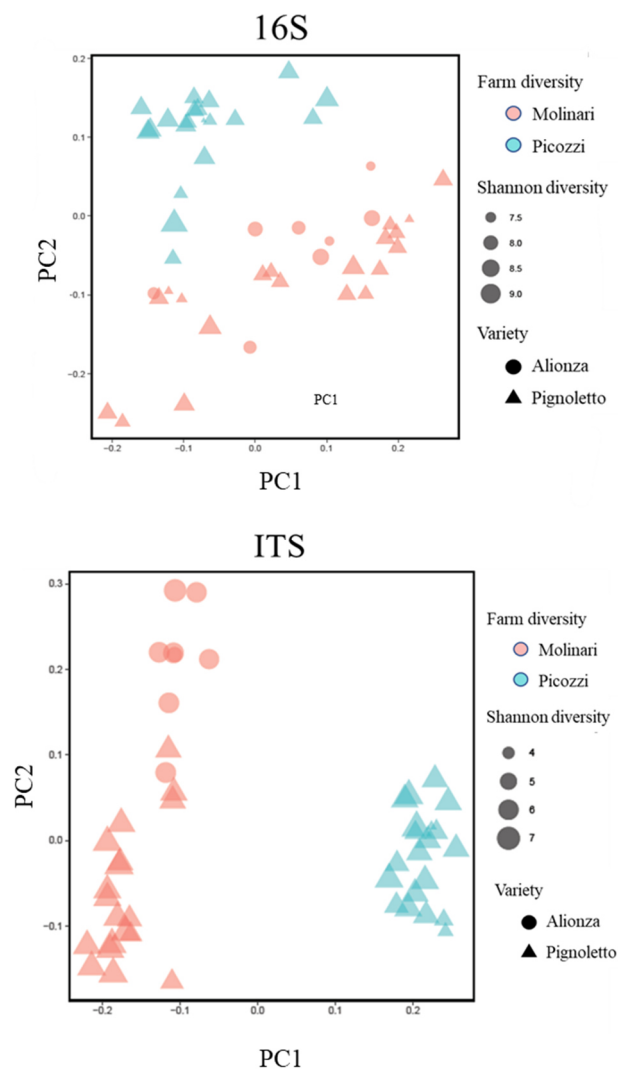 16S
0.2
0.1
0.0
−0.1
−0.2
PC2
PC1
−0.2 −0.1 0.0 0.1 0.2
PC1
Farm diversity
Molinari
Picozzi
Shannon diversity
7.5
8.0
8.5
9.0
Variety
Alionza
Pignoletto
ITS
0.3
0.2
0.1
0.0
−0.1
PC2
−0.2 −0.1 0.0 0.1 0.2
PC1
Farm diversity
Molinari
Picozzi
Shannon diversity
4
5
6
7
Variety
Alionza
Pignoletto